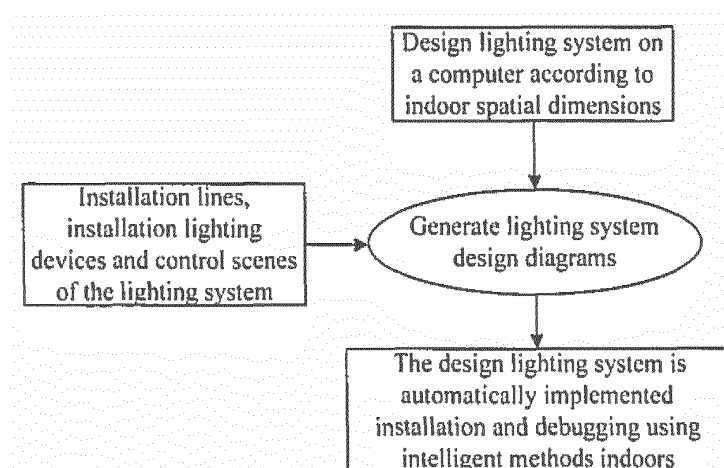 Design lighting system on
a computer according to
indoor spatial dimensions
Installation lines,
installation lighting
devices and control scenes
of the lighting system
Generate lighting system
design diagrams
The design lighting system is
automatically implemented
installation and debugging using
intelligent methods indoors